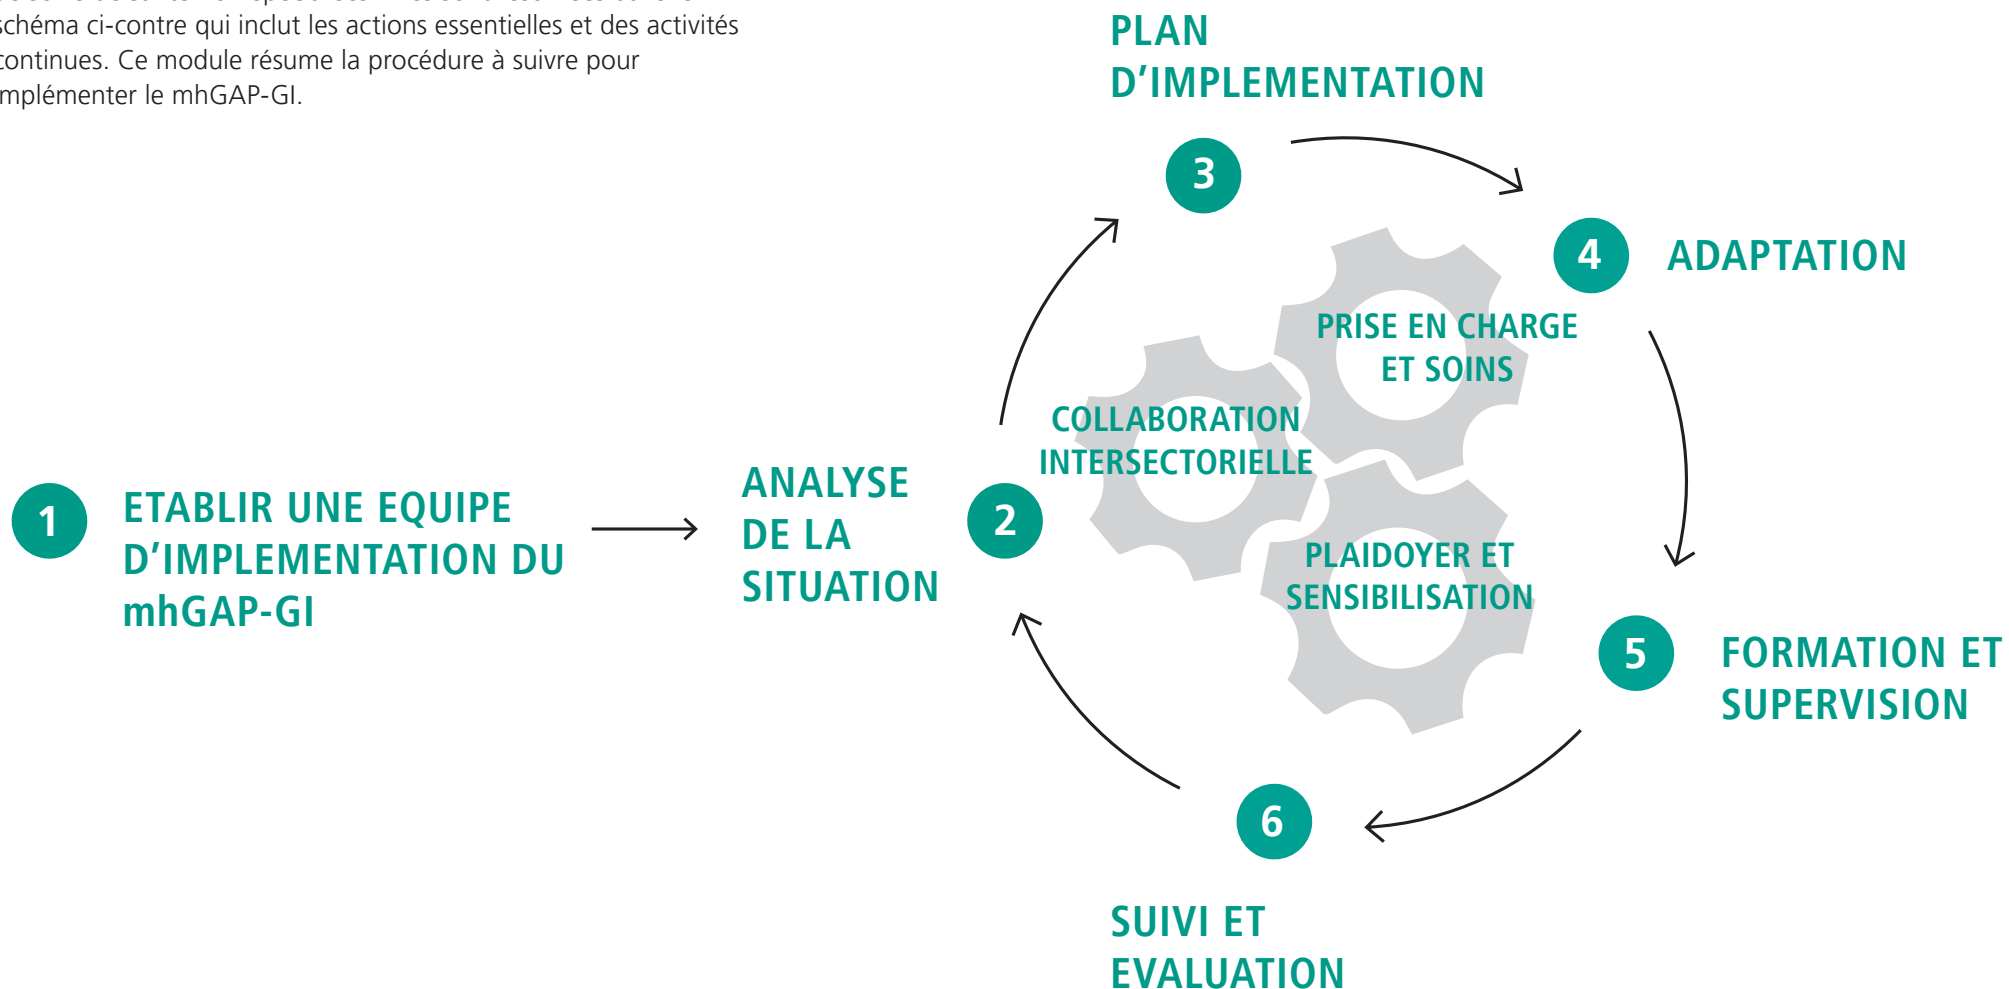 schéma ci-contre qui inclut les actions essentielles et des activités
continues. Ce module résume la procédure à suivre pour
implémenter le mhGAP-GI.
1
ETABLIR UNE EQUIPE
D’IMPLEMENTATION DU
mhGAP-GI
ANALYSE
DE LA
SITUATION
2
PLAN
D’IMPLEMENTATION
3
4
ADAPTATION
5
FORMATION ET
SUPERVISION
6
SUIVI ET
EVALUATION
PRISE EN CHARGE
ET SOINS
COLLABORATION
INTERSECTORIELLE
PLAIDOYER ET
SENSIBILISATION